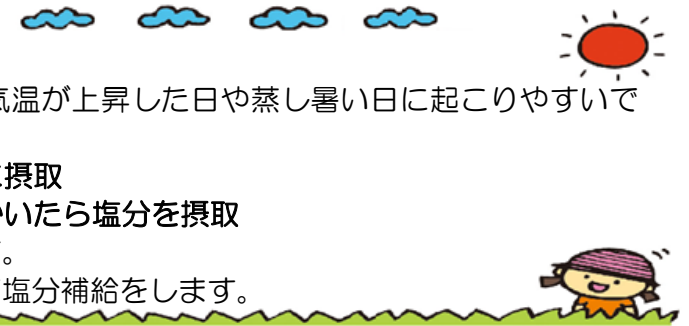 気温が上昇した日や蒸し暑い日に起こりやすいで
摂取
いたら塩分を摂取
。
塩分補給をします。